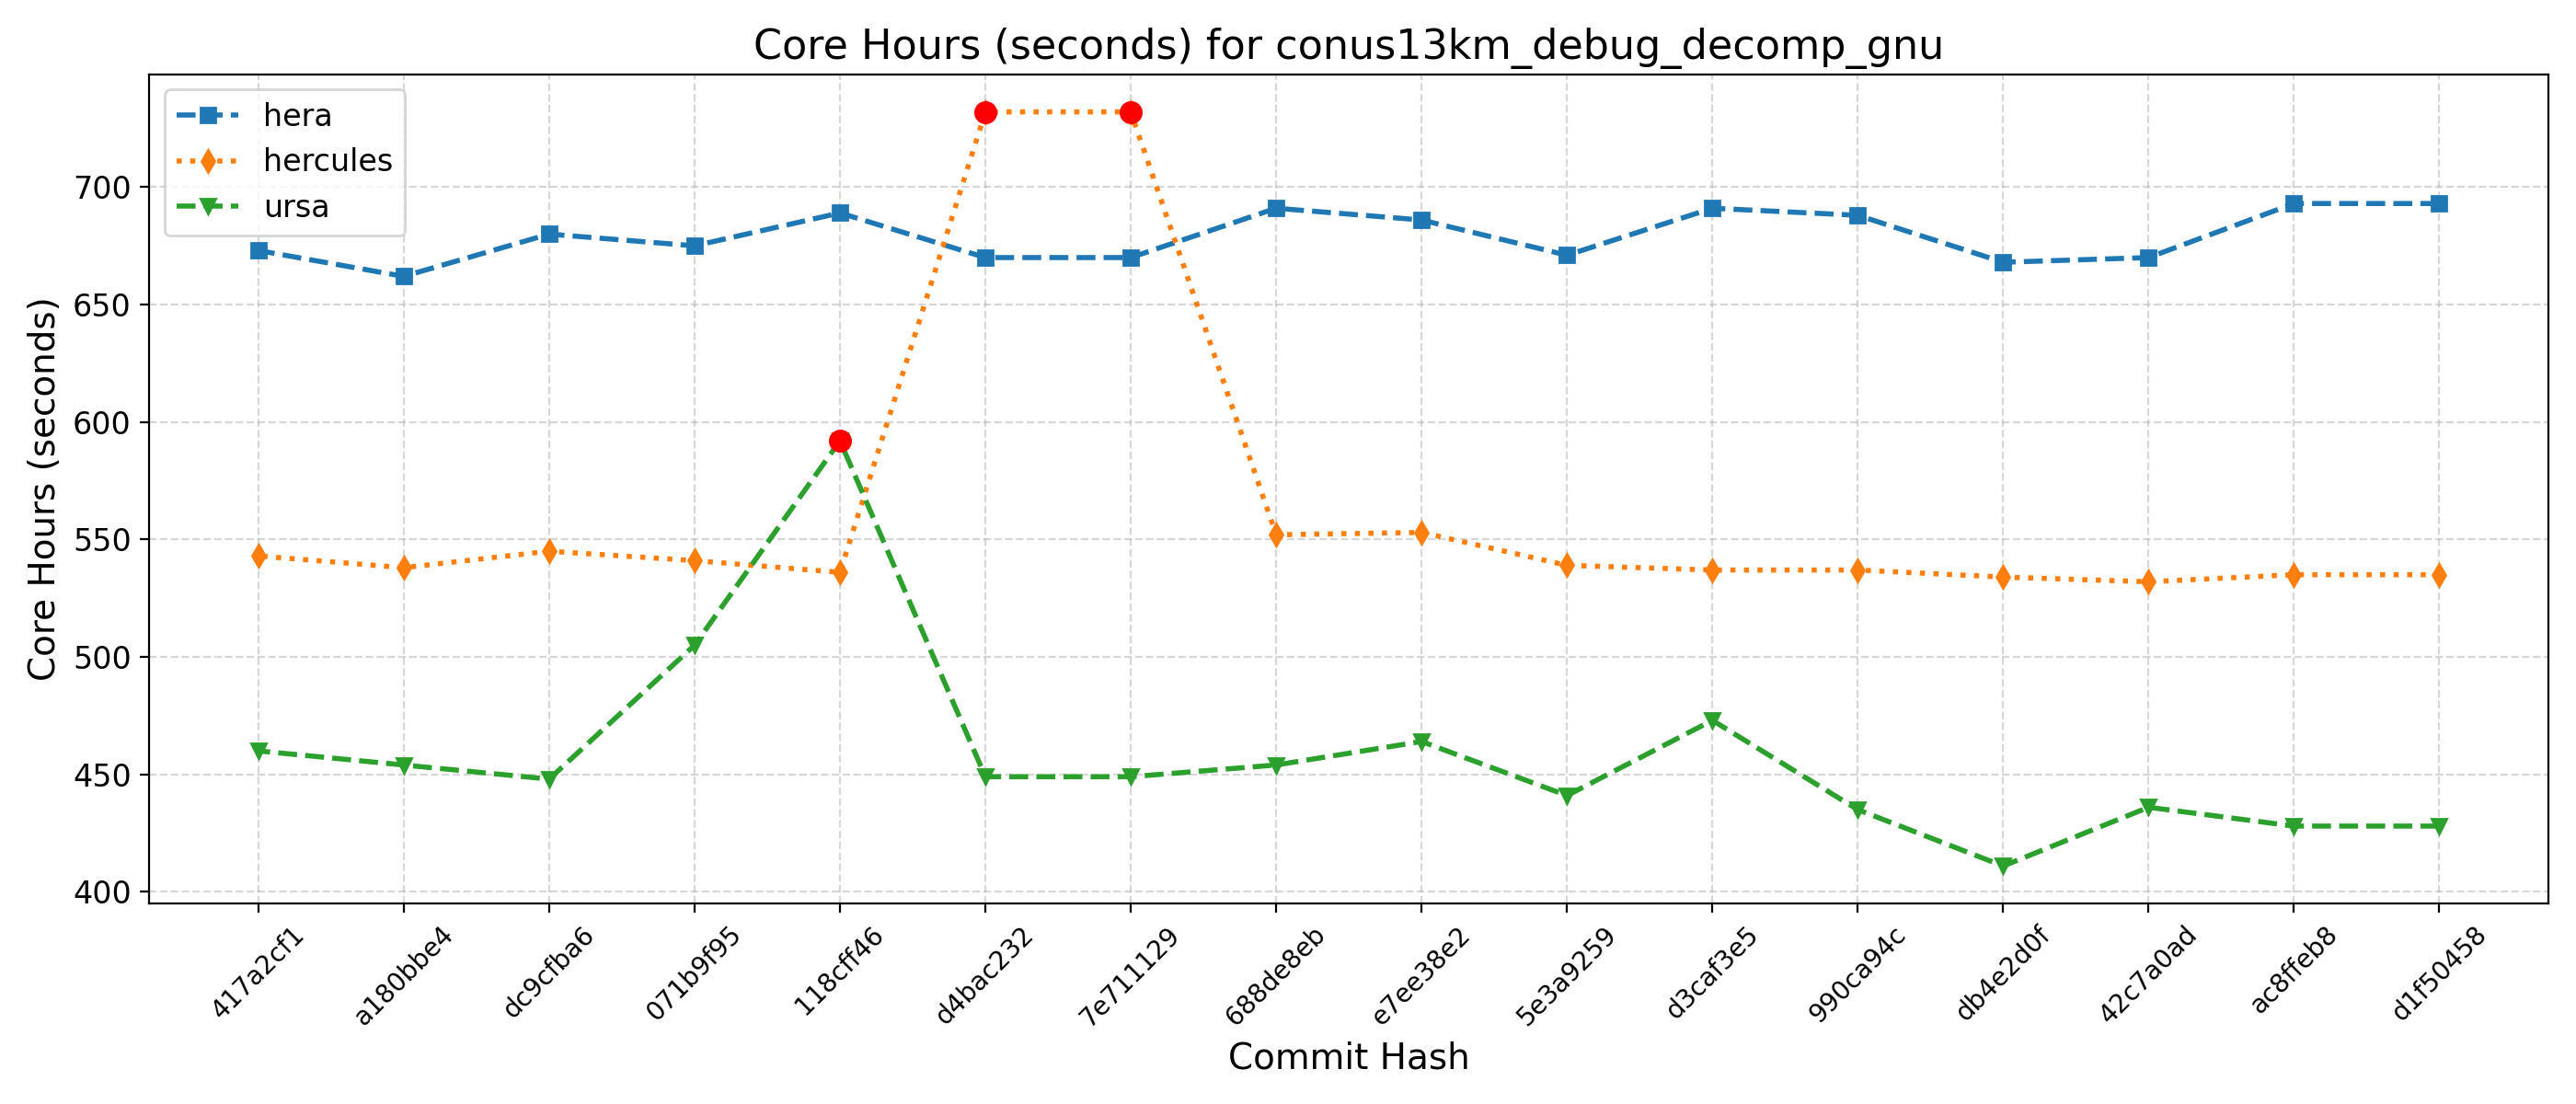 Core Hours (seconds) for conus13km_debug_decomp_gnu
hera
hercules
ursa
Core Hours (seconds)
700
650
600
550
500
450
400
417a2cf1
a180bbe4
dc9cfba6
071b9f95
118cff46
d4bac232
7e711129
688de8eb
e7ee38e2
5e3a9259
d3caf3e5
990ca94c
db4e2d0f
42c7a0ad
ac8ffeb8
d1f50458
Commit Hash